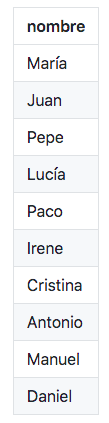 nombre
María
Juan
Pepe
Lucía
Paco
Irene
Cristina
Antonio
Manuel
Daniel